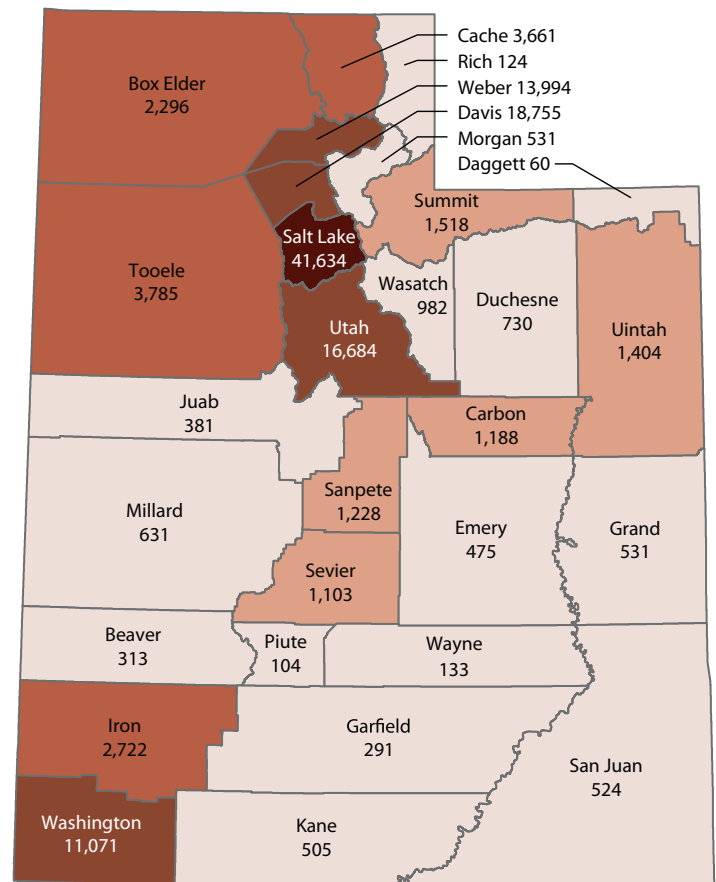 Cache 3,661
Rich 124
Weber 13,994
Davis 18,755
Morgan 531
Daggett 60
Box Elder
2,296
Summit
1,518
Salt Lake
41,634
Tooele
3,785
Wasatch
982
Duchesne
730
Uintah
1,404
Utah
16,684
Juab
381
Carbon
1,188
Sanpete
1,228
Millard
631
Emery
475
Grand
531
Sevier
1,103
Beaver
313
Piute
104
Wayne
133
Iron
2,722
Garfield
291
San Juan
524
Washington
11,071
Kane
505